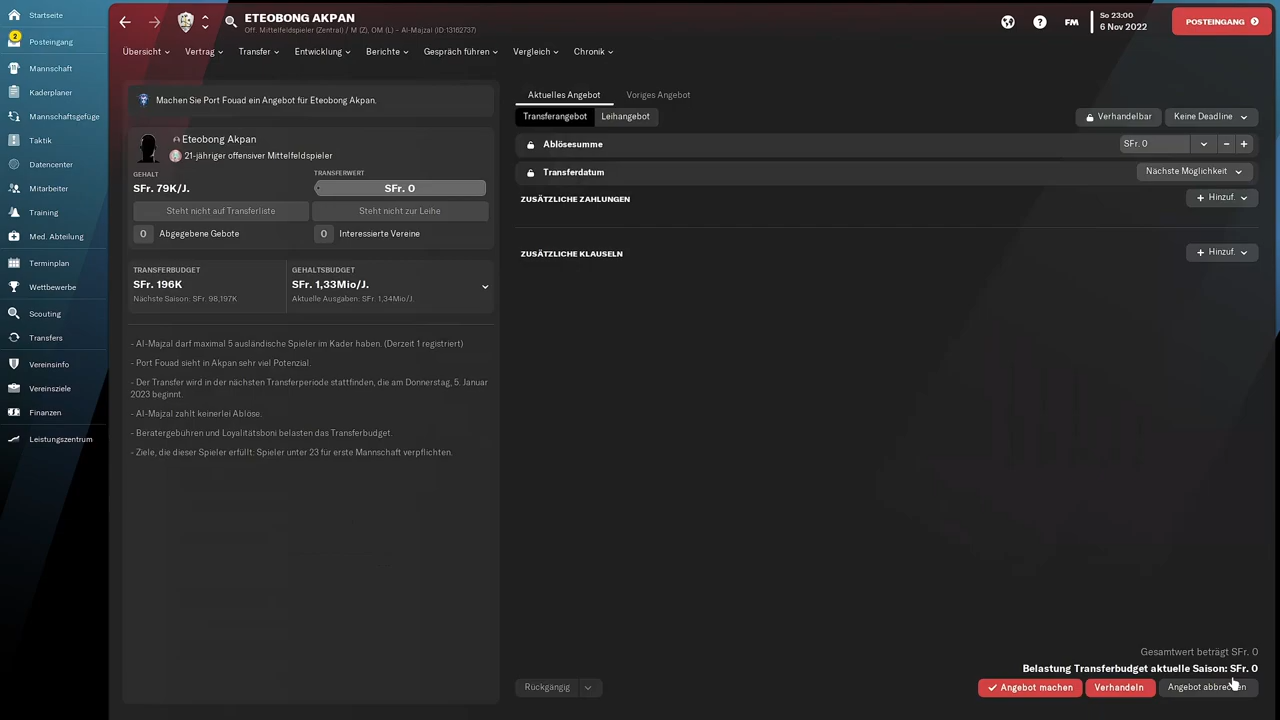 Startseite
2
Posteingang
Mannschaft
Kaderplaner
Mannschaftsgefüge
Taktik
Datencenter
Mitarbeiter
Training
Med. Abteilung
Terminplan
Wettbewerbe
Scouting
Transfers
Vereinsinfo
Vereinsziele
Finanzen
Leistungszentrum
ETEOBONG AKPAN
Off. Mittelfeldspieler (Zentral) / M (Z), OM (L) - Al-Majzal (ID:13162737)
FM
So 23:00
6 Nov 2022
POSTEINGANG
Übersicht
Vertrag
Transfer
Entwicklung
Berichte
Gespräch führen
Vergleich
Chronik
Machen Sie Port Fouad ein Angebot für Eteobong Akpan.
Eteobong Akpan
21-jähriger offensiver Mittelfeldspieler
GEHALT
TRANSFERWERT
SFr. 79K/J.
SFr. 0
Steht nicht auf Transferliste
Steht nicht zur Leihe
0 Abgegebene Gebote
0 Interessierte Vereine
TRANSFERBUDGET
GEHALTSBUDGET
SFr. 196K
SFr. 1,33Mio/J.
Nächste Saison: SFr. 98,197K
Aktuelle Ausgaben: SFr. 1,34Mio/J.
- Al-Majzal darf maximal 5 ausländische Spieler im Kader haben. (Derzeit 1 registriert)
- Port Fouad sieht in Akpan sehr viel Potenzial.
- Der Transfer wird in der nächsten Transferperiode stattfinden, die am Donnerstag, 5. Januar
2023 beginnt.
- Al-Majzal zahlt keinerlei Ablöse.
- Beratergebühren und Loyalitätsboni belasten das Transferbudget.
- Ziele, die dieser Spieler erfüllt. Spieler unter 23 für erste Mannschaft verpflichten.
Aktuelles Angebot
Voriges Angebot
Transferangebot
Leihangebot
Verhandelbar
Keine Deadline
Ablösesumme
SFr. 0
Transferdatum
Nächste Möglichkeit
ZUSÄTZLICHE ZAHLUNGEN
Hinzuf.
ZUSÄTZLICHE KLAUSELN
Hinzuf.
Gesamtwert beträgt SFr. 0
Belastung Transferbudget aktuelle Saison: SFr. 0
Rückgängig
Angebot machen
Verhandeln
Angebot abbrechen